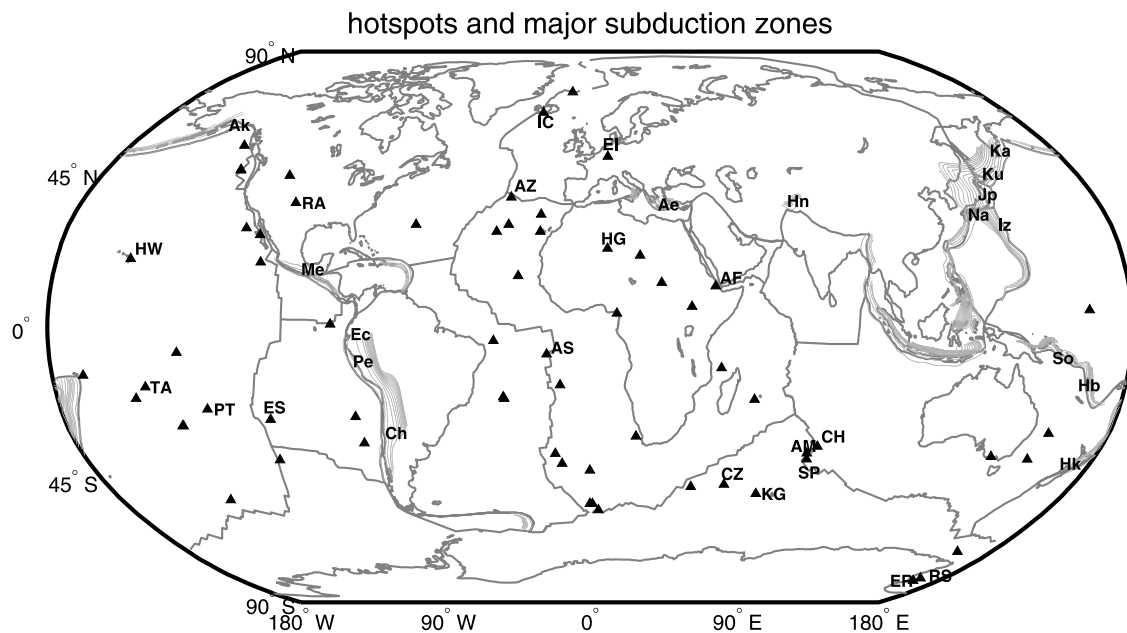 hotspots and major subduction zones
90° N
Ak
IC
EI
Ka
45° N
Ku
AZ
Jp
RA
Ae
Hn
Na
Iz
HW
HG
Me
AF
0°
Ec
AS
So
Pe
TA
Hb
PT
ES
Ch
CH
AM
Hk
45° S
SP
CZ
KG
ER
RS
90° S
180° W
90° W
0°
90° E
180° E